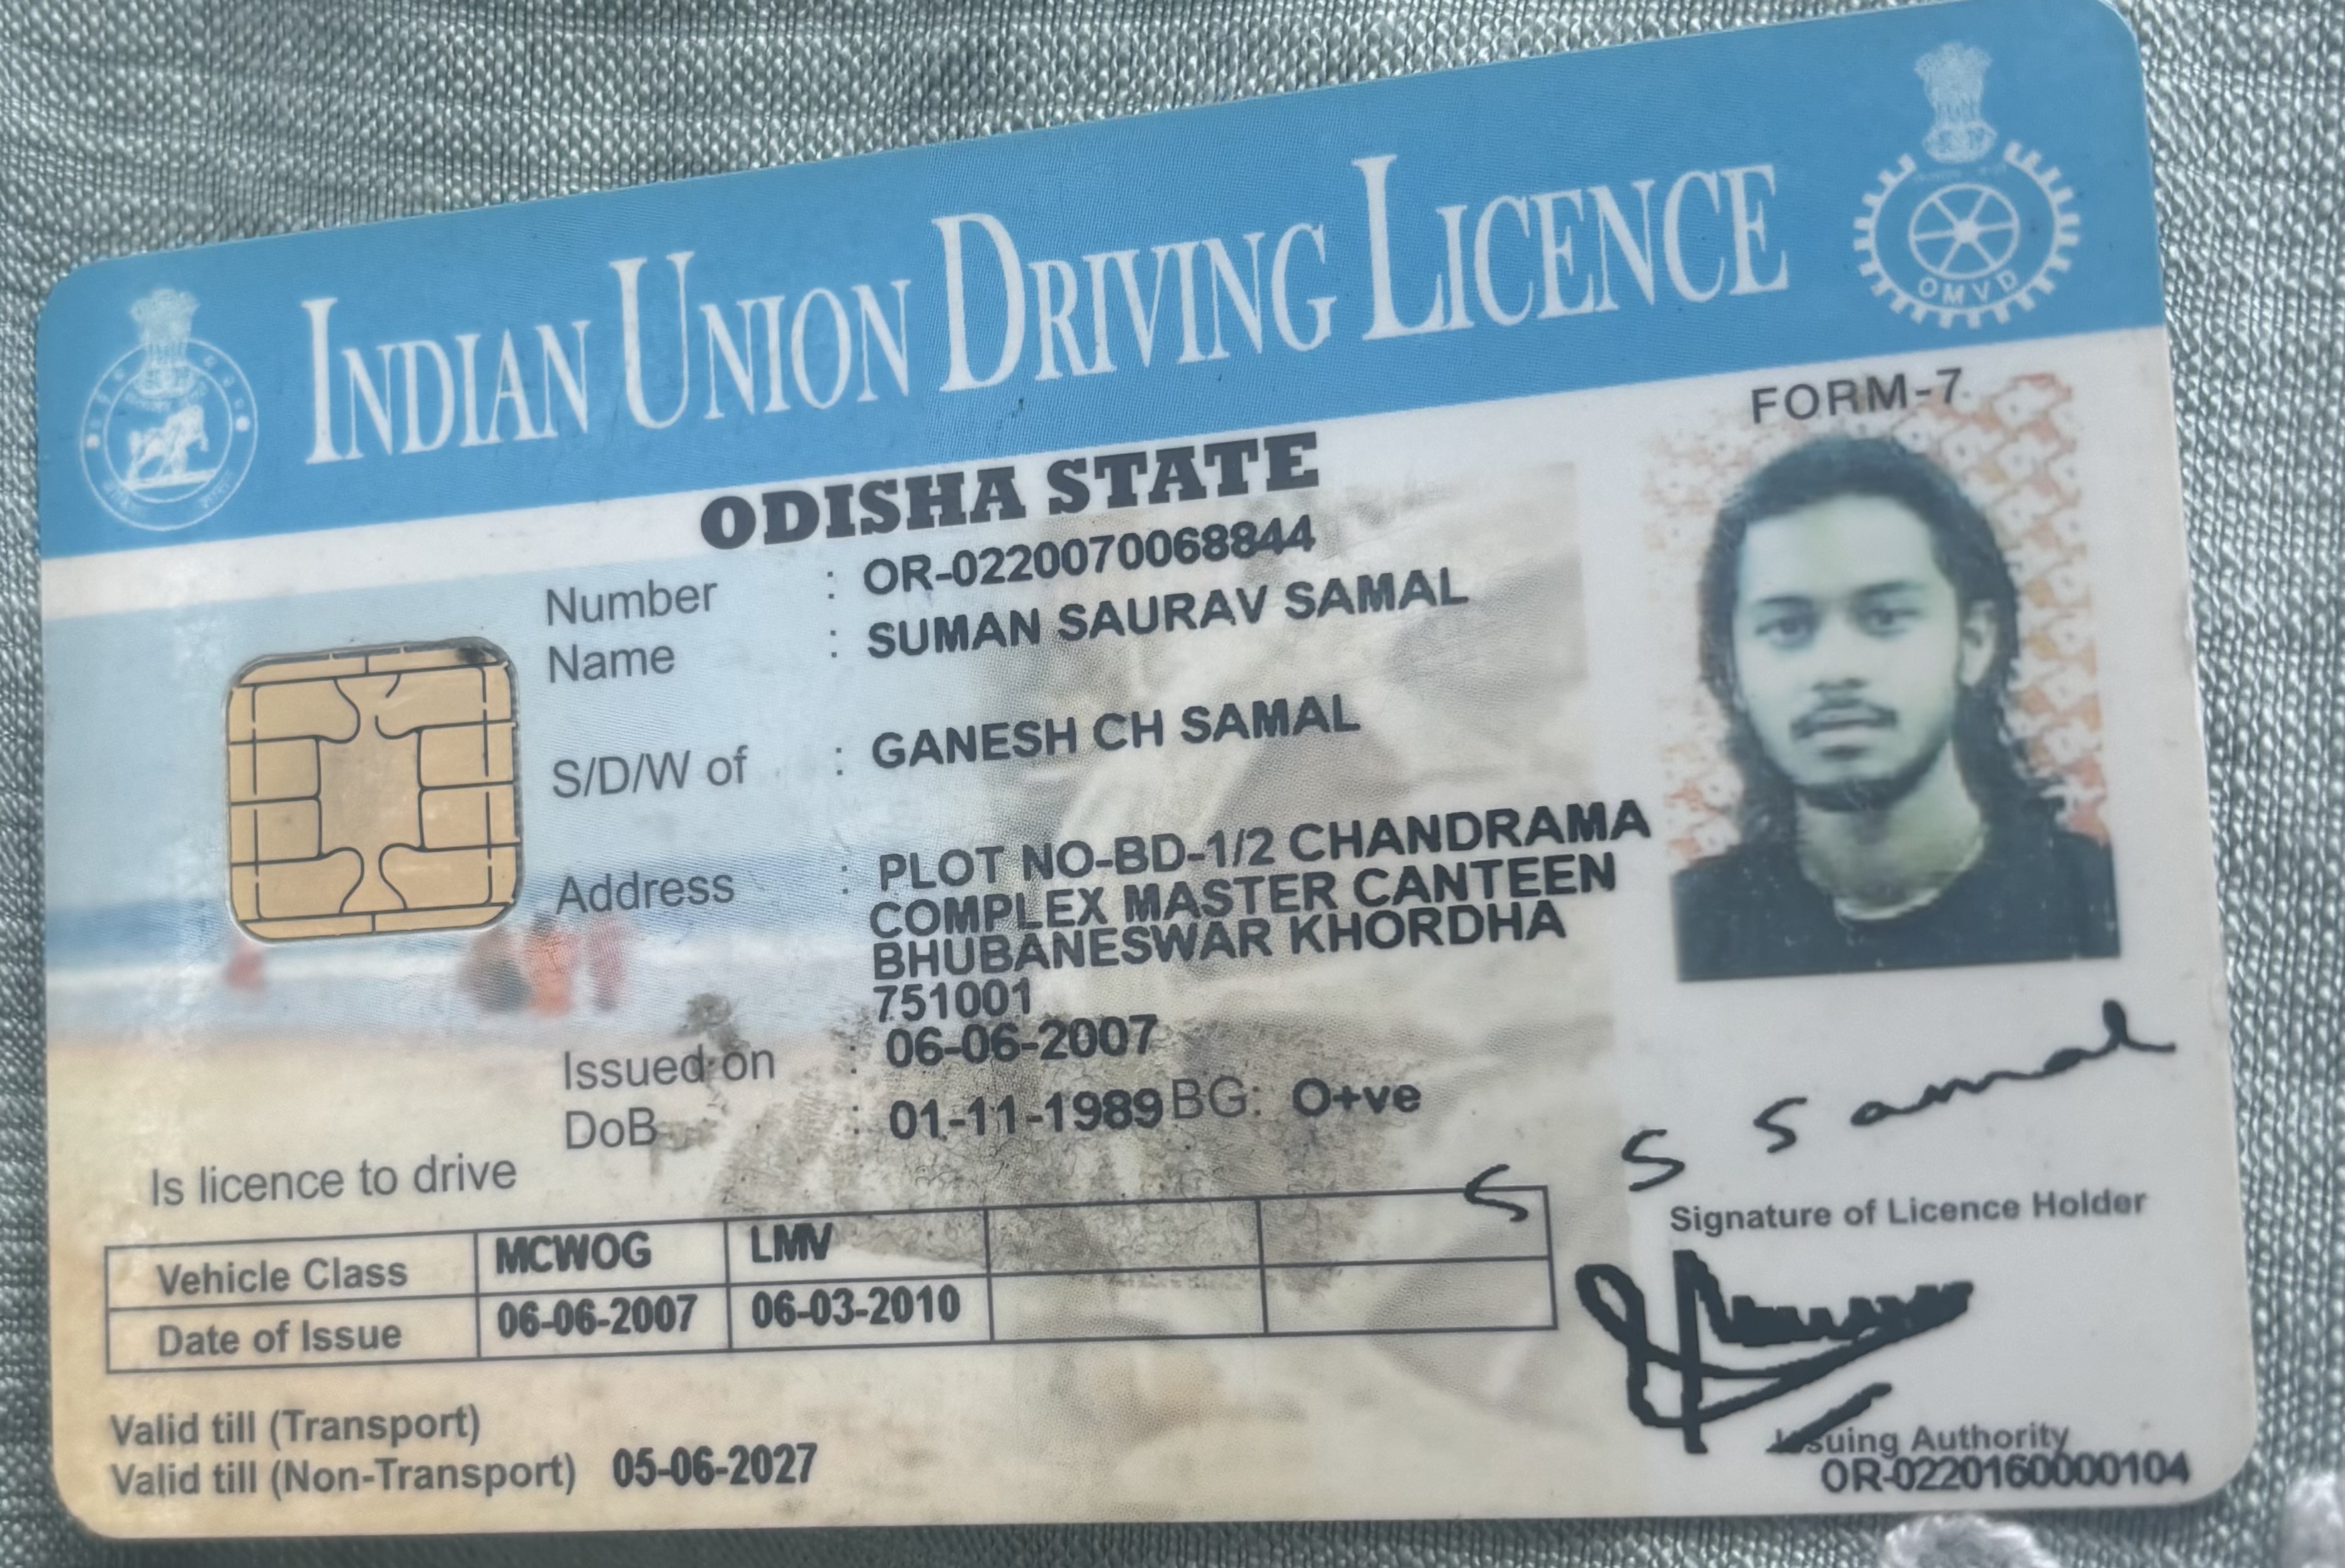 INDIAN UNION DRIVING LICENCE
OMVD
ODISHA STATE
FORM-7
Number : OR-0220070068844
Name : SUMAN SAURAV SAMAL
S/D/W of : GANESH CH SAMAL
Address : PLOT NO-BD-1/2 CHANDRAMA
COMPLEX MASTER CANTEEN
BHUBANESWAR KHORDHA
751001
Issued on : 06-06-2007
DoB : 01-11-1989 BG: O+ve
S S Samal
Is licence to drive
Signature of Licence Holder
Vehicle Class MCWOG LMV
Date of Issue 06-06-2007 06-03-2010
Valid till (Transport)
Valid till (Non-Transport) 05-06-2027
Issuing Authority
OR-0220160000104